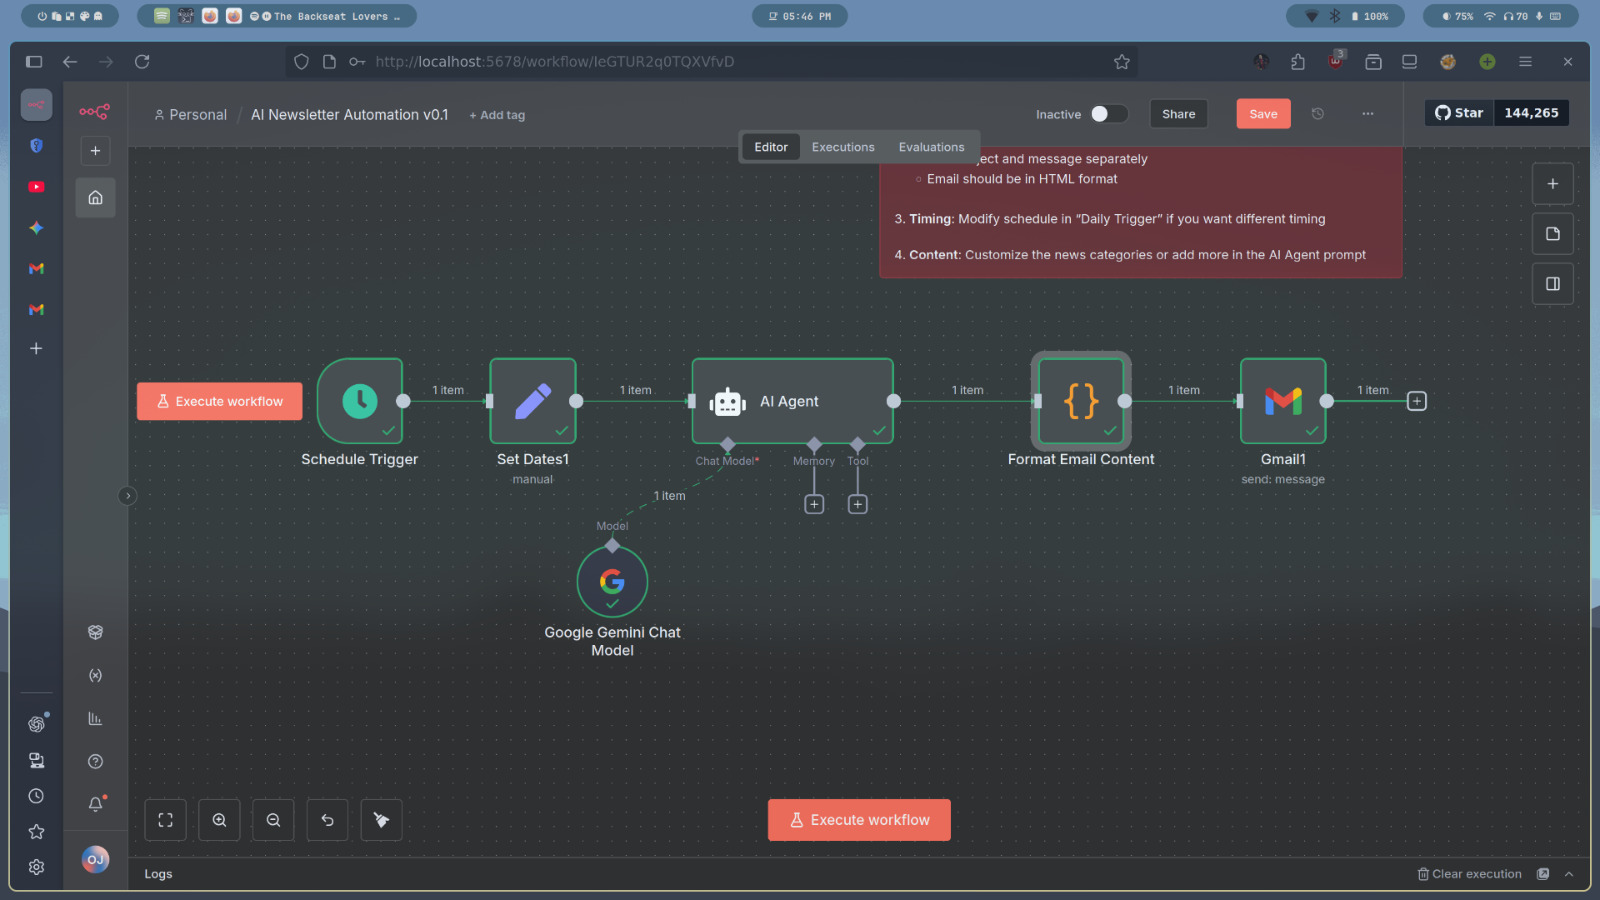 The Backseat Lovers ..
05:46 PM
100%
75%
70
http://localhost:5678/workflow/IeGTUR2q0TQXVfvD
3
Personal / AI Newsletter Automation v0.1 + Add tag
Inactive
Share
Save
...
Star 144,265
Editor
Executions
Evaluations
ject and message separately
Email should be in HTML format
3. Timing: Modify schedule in “Daily Trigger” if you want different timing
4. Content: Customize the news categories or add more in the AI Agent prompt
Execute workflow
1 item
1 item
AI Agent
1 item
1 item
1 item
Schedule Trigger
Set Dates1
manual
Chat Model*
Memory
Tool
Format Email Content
Gmail1
send: message
1 item
Model
Google Gemini Chat
Model
Execute workflow
OJ
Logs
Clear execution